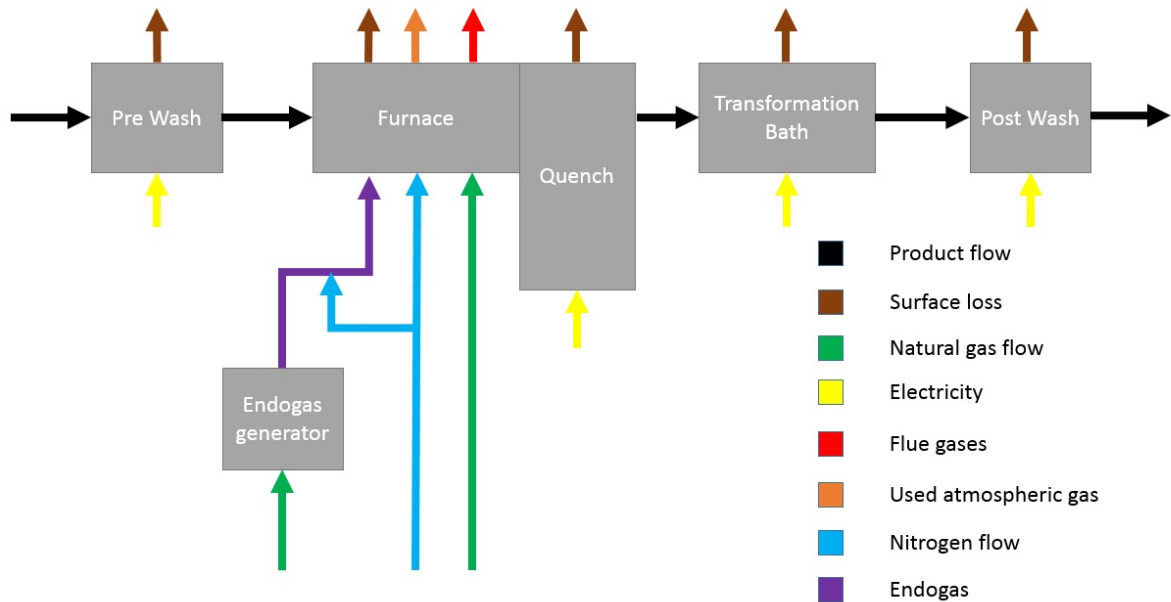 Pre Wash
Furnace
Quench
Transformation
Bath
Post Wash
Endogas
generator
Product flow
Surface loss
Natural gas flow
Electricity
Flue gases
Used atmospheric gas
Nitrogen flow
Endogas